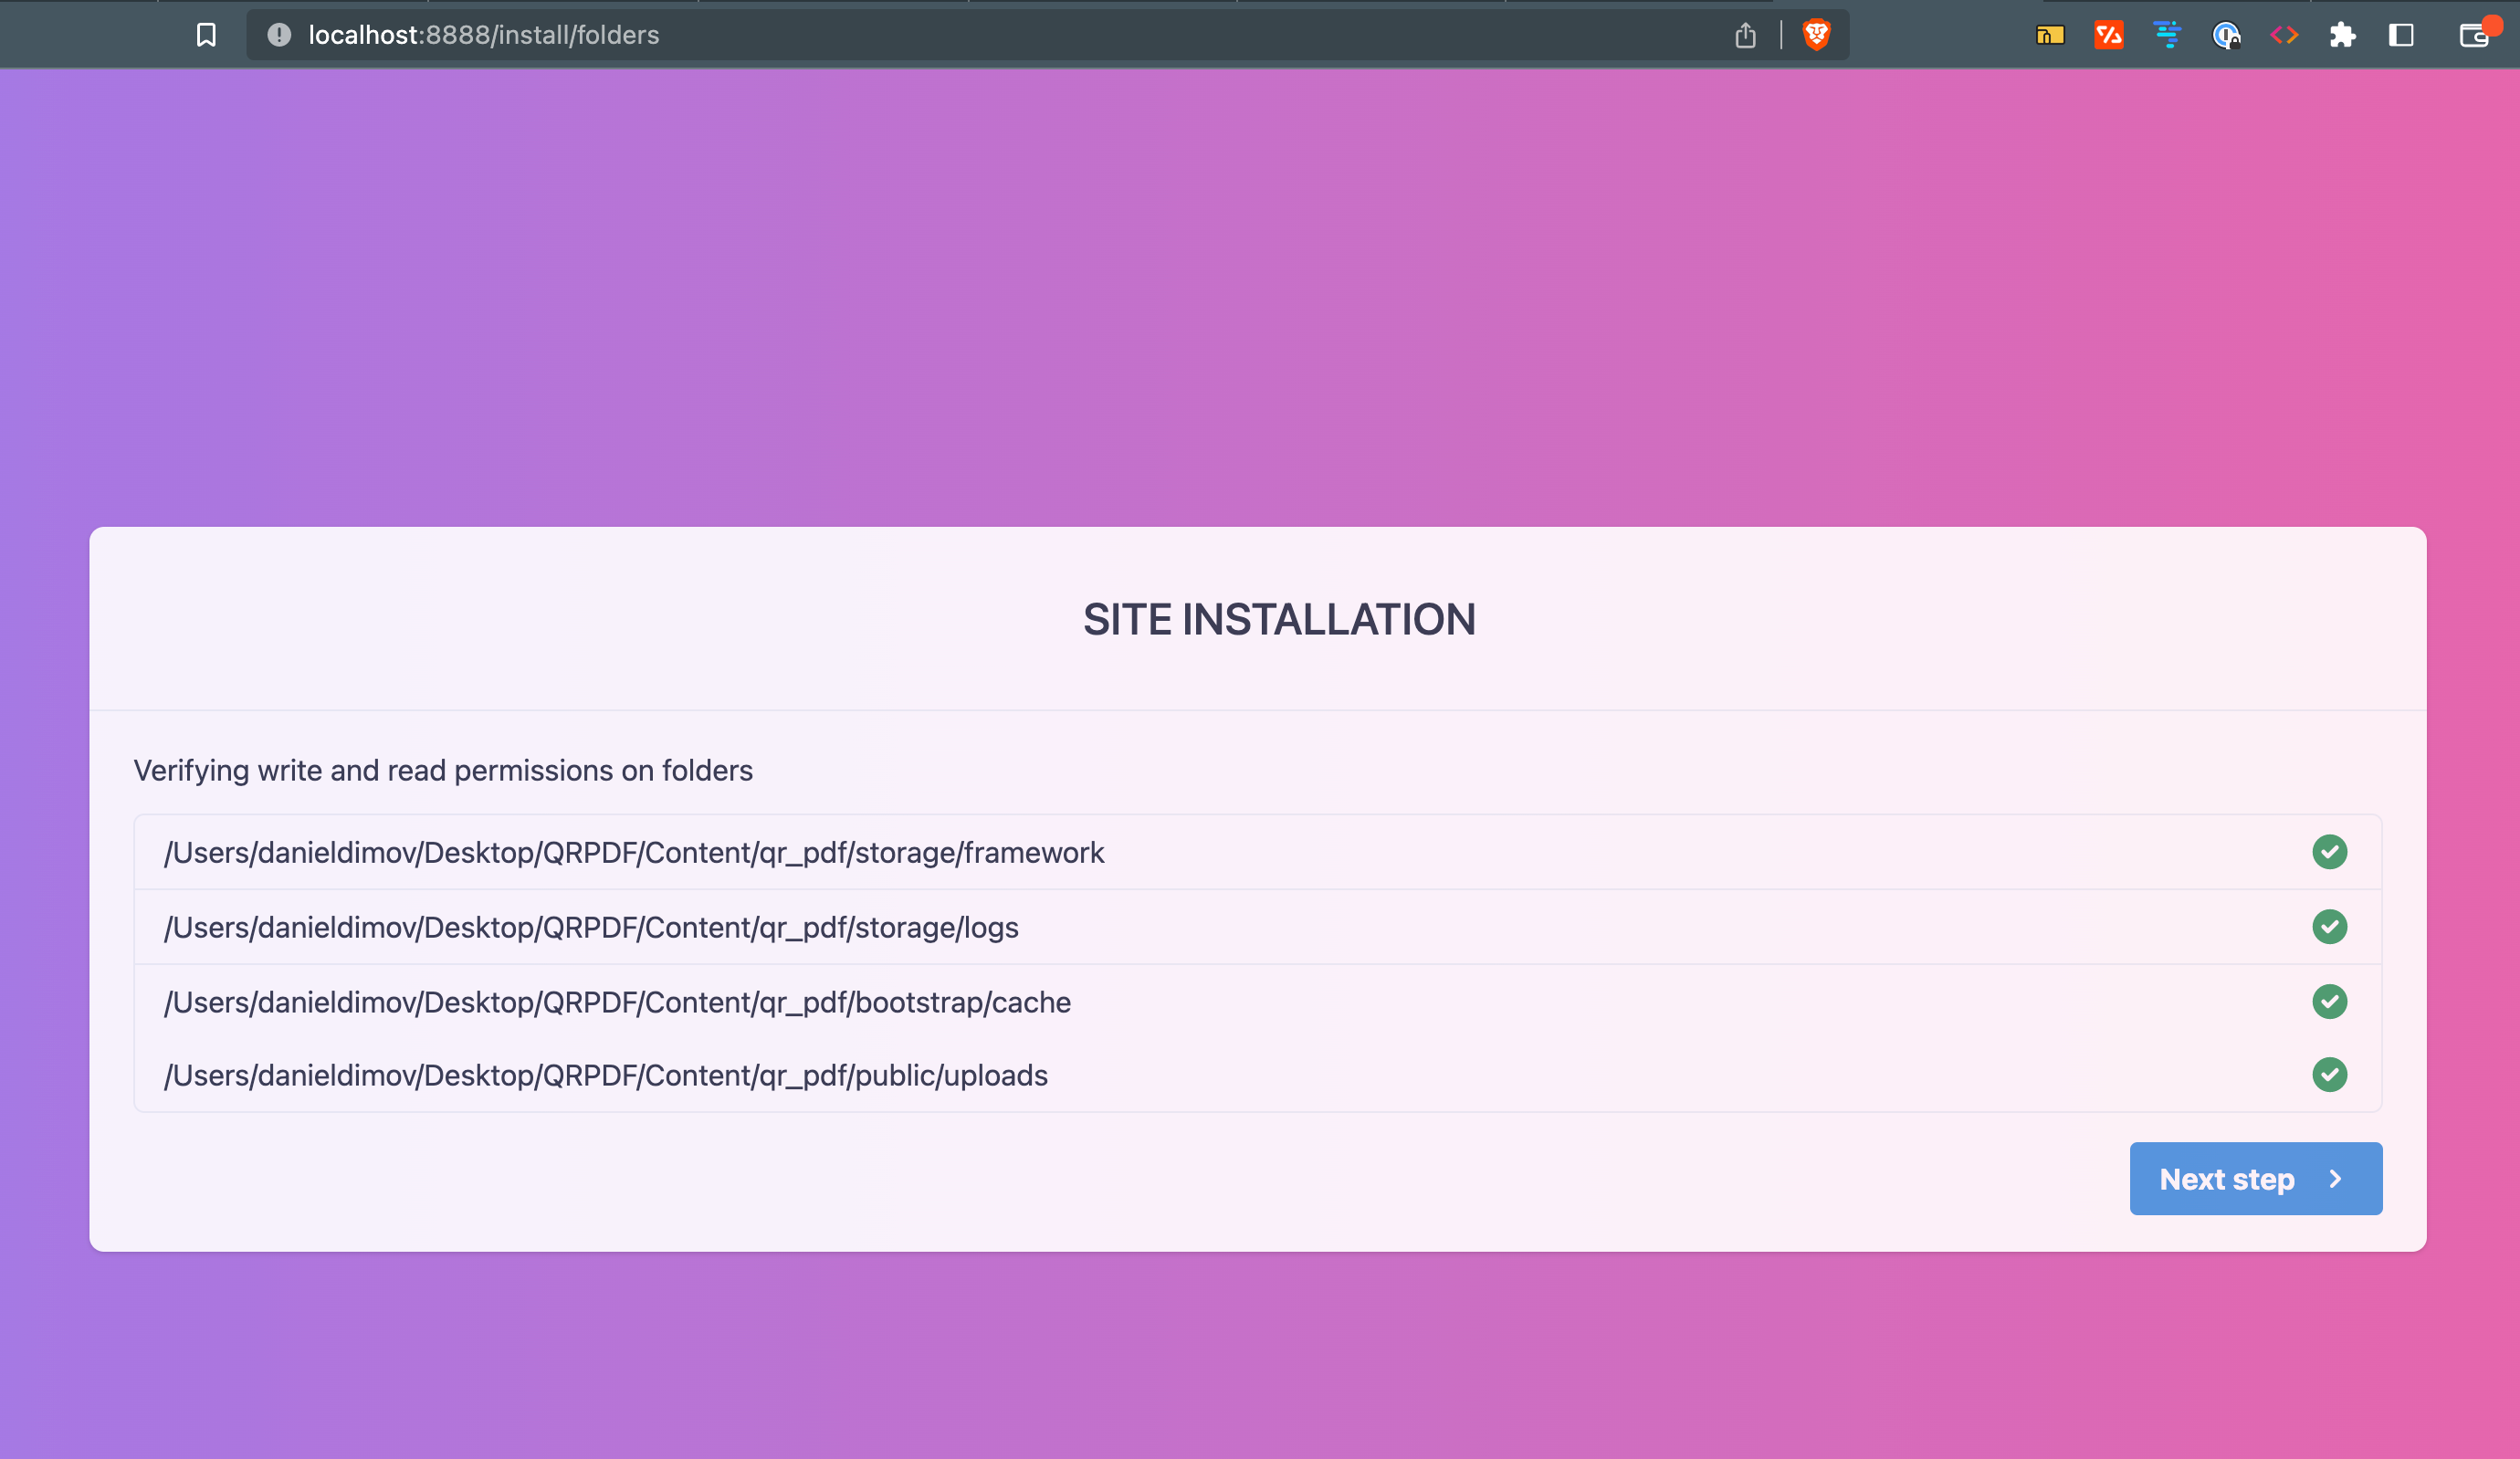 localhost:8888/install/folders
SITE INSTALLATION
Verifying write and read permissions on folders
/Users/danieldimov/Desktop/QRPDF/Content/qr_pdf/storage/framework
/Users/danieldimov/Desktop/QRPDF/Content/qr_pdf/storage/logs
/Users/danieldimov/Desktop/QRPDF/Content/qr_pdf/bootstrap/cache
/Users/danieldimov/Desktop/QRPDF/Content/qr_pdf/public/uploads
Next step